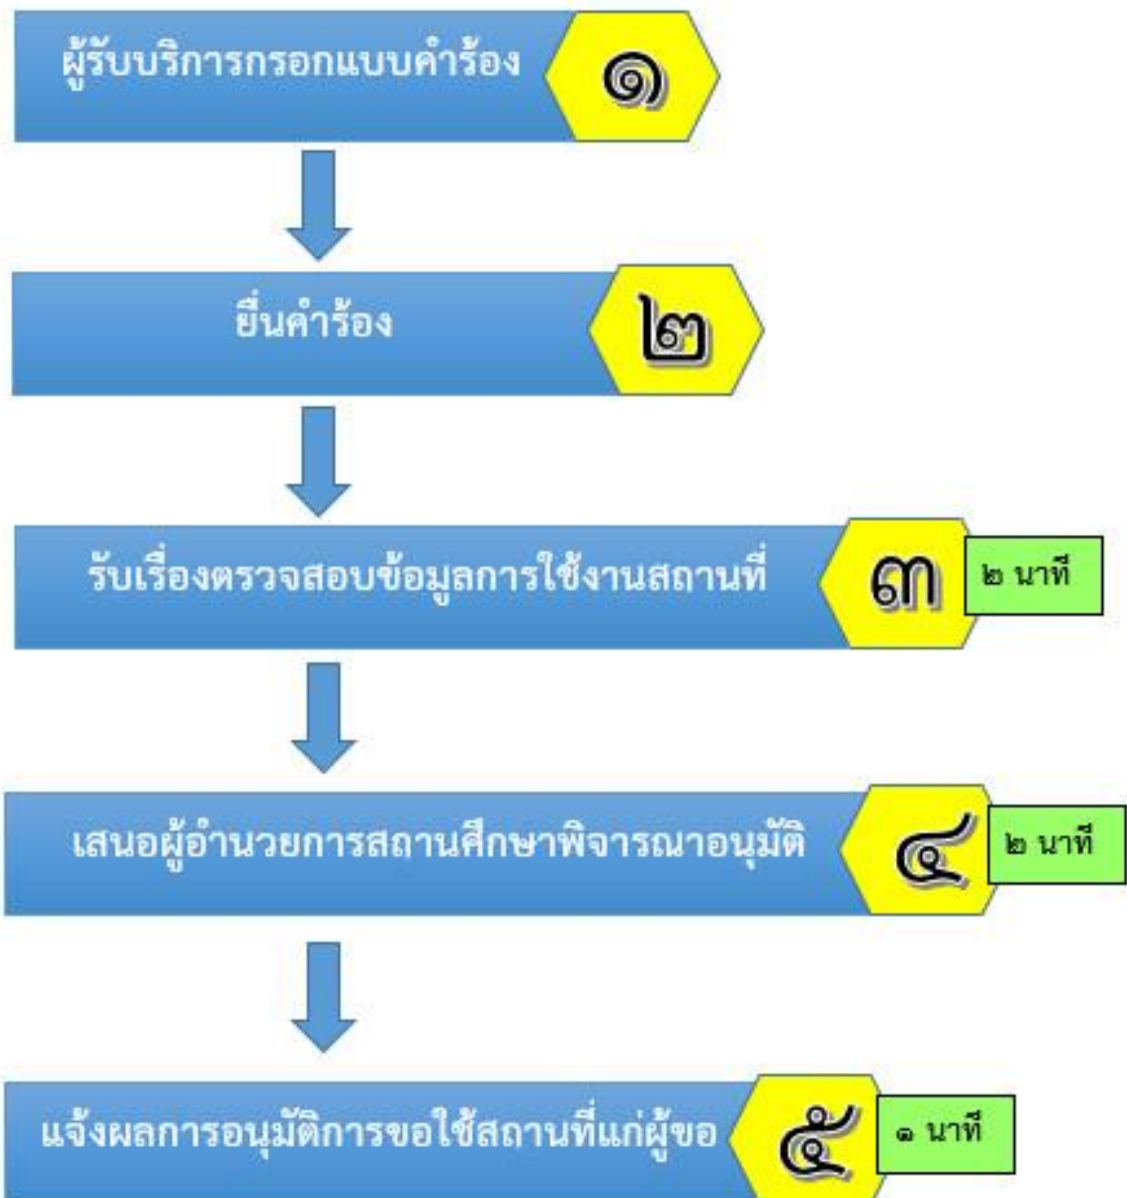 ผู้รับบริการกรอกแบบคำร้อง ๑
ยื่นคำร้อง ๒
รับเรื่องตรวจสอบข้อมูลการใช้งานสถานที่ ๓ ๒ นาที
เสนอผู้อำนวยการสถานศึกษาพิจารณาอนุมัติ ๔ ๒ นาที
แจ้งผลการอนุมัติการขอใช้สถานที่แก่ผู้ขอ ๕ ๑ นาที